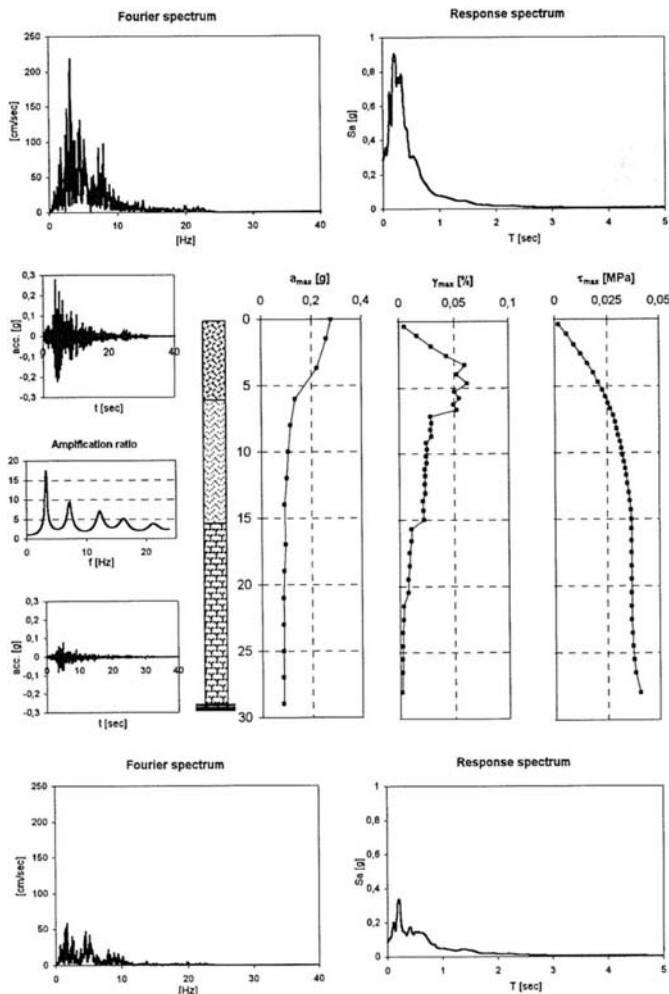 Fourier spectrum
Response spectrum
[cm/sec]
250
200
150
100
50
0
0 10 20 30 40
[Hz]
Sa [g]
1
0,8
0,6
0,4
0,2
0
0 1 2 3 4 5
T [sec]
acc. [g]
0,3
0,2
0,1
0
-0,1
-0,2
-0,3
0 20 40
t [sec]
Amplification ratio
20
15
10
5
0
0 10 20
f [Hz]
acc. [g]
0,3
0,2
0,1
0
-0,1
-0,2
-0,3
0 10 20 30 40
t [sec]
amax [g]
0 0,2 0,4
0
5
10
15
20
25
30
γmax [%]
0 0,05 0,1
τmax [MPa]
0 0,025 0,05
Fourier spectrum
Response spectrum
[cm/sec]
250
200
150
100
50
0
0 10 20 30 40
[Hz]
Sa [g]
1
0,8
0,6
0,4
0,2
0
0 1 2 3 4 5
T [sec]